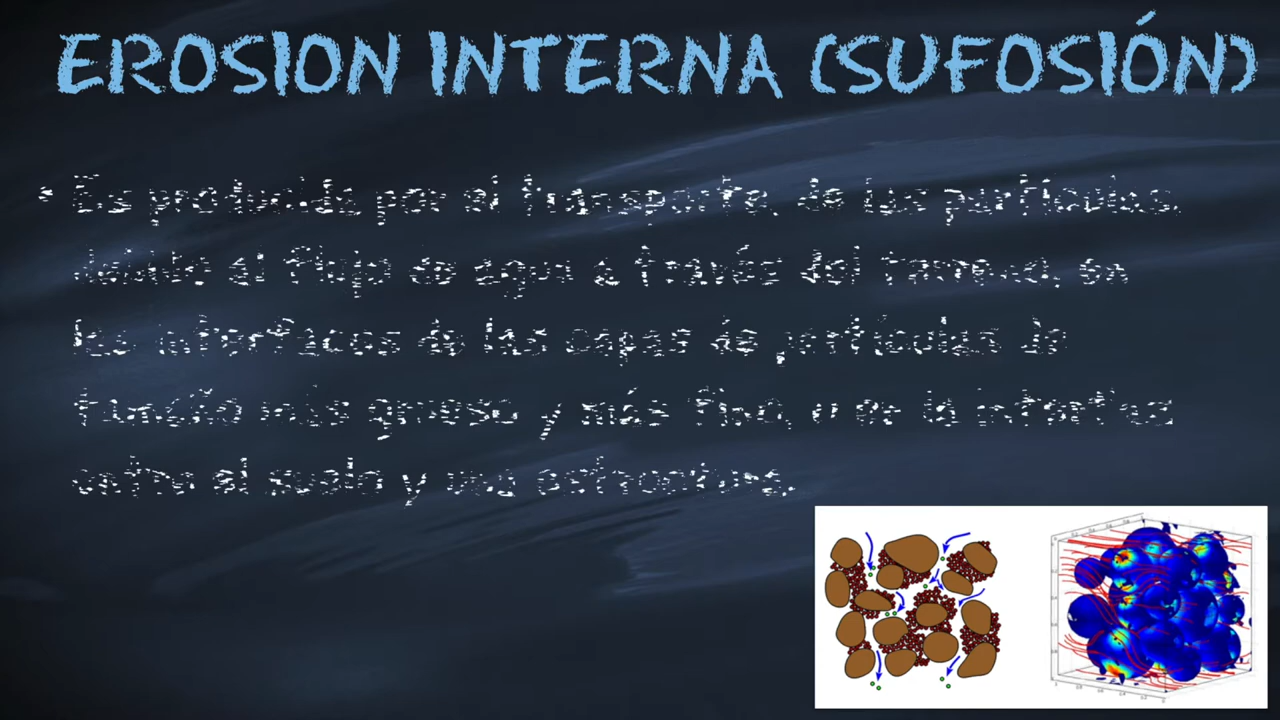 EROSION INTERNA (SUFOSIÓN)
• Es producida por el transporte, de las partículas,
debido al flujo de agua a través del terreno, en
las interfaces de las capas de partículas de
tamaño más grueso y más fino, o en la interfaz
entre el suelo y una estructura.